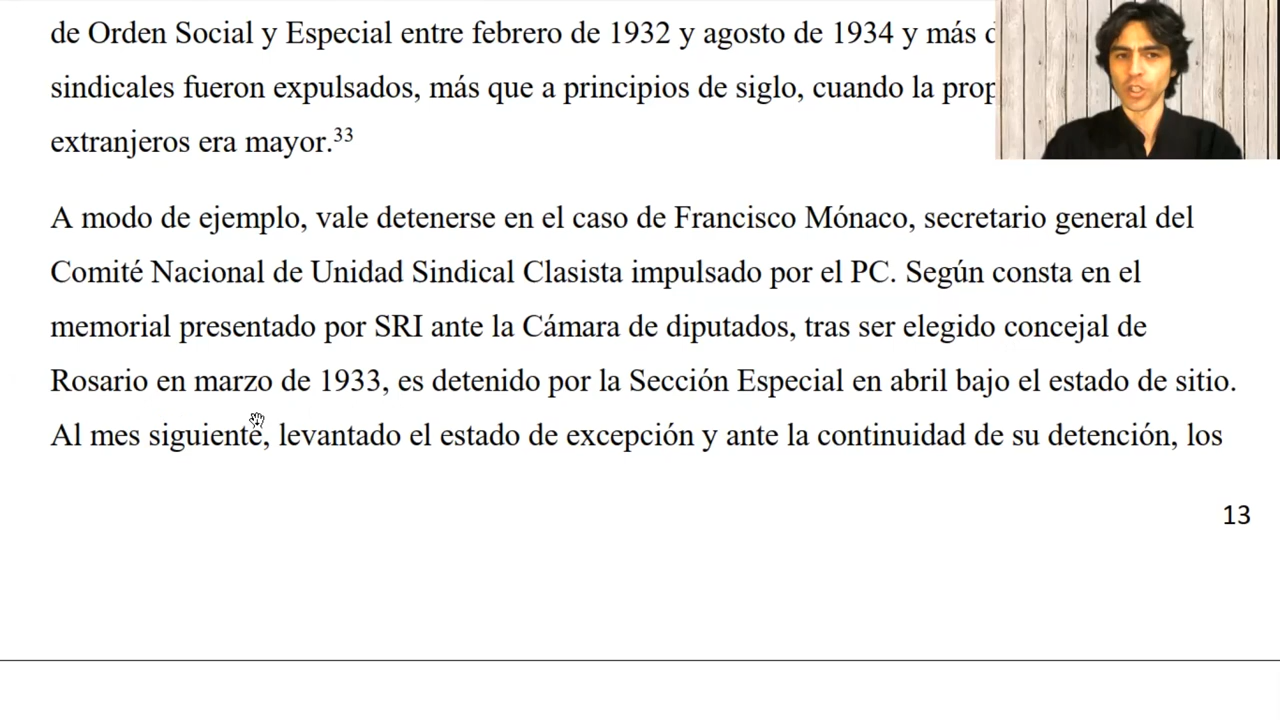 de Orden Social y Especial entre febrero de 1932 y agosto de 1934 y más
sindicales fueron expulsados, más que a principios de siglo, cuando la
extranjeros era mayor.33
A modo de ejemplo, vale detenerse en el caso de Francisco Mónaco, secretario general del
Comité Nacional de Unidad Sindical Clasista impulsado por el PC. Según consta en el
memorial presentado por SRI ante la Cámara de diputados, tras ser elegido concejal de
Rosario en marzo de 1933, es detenido por la Sección Especial en abril bajo el estado de sitio.
Al mes siguiente, levantado el estado de excepción y ante la continuidad de su detención, los
13